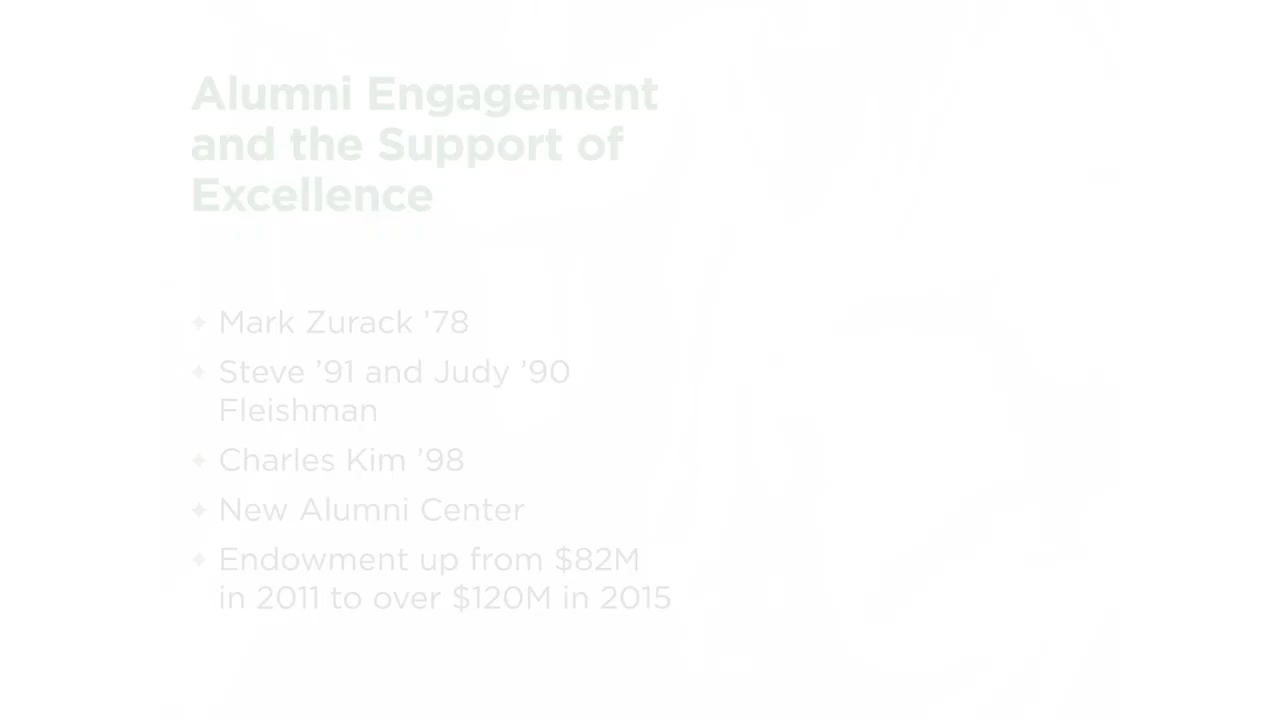 Alumni Engagement
and the Support of
Excellence
Mark Zurack ’78
Steve ’91 and Judy ’90
Fleishman
Charles Kim ’98
New Alumni Center
Endowment up from $82M
in 2011 to over $120M in 2015